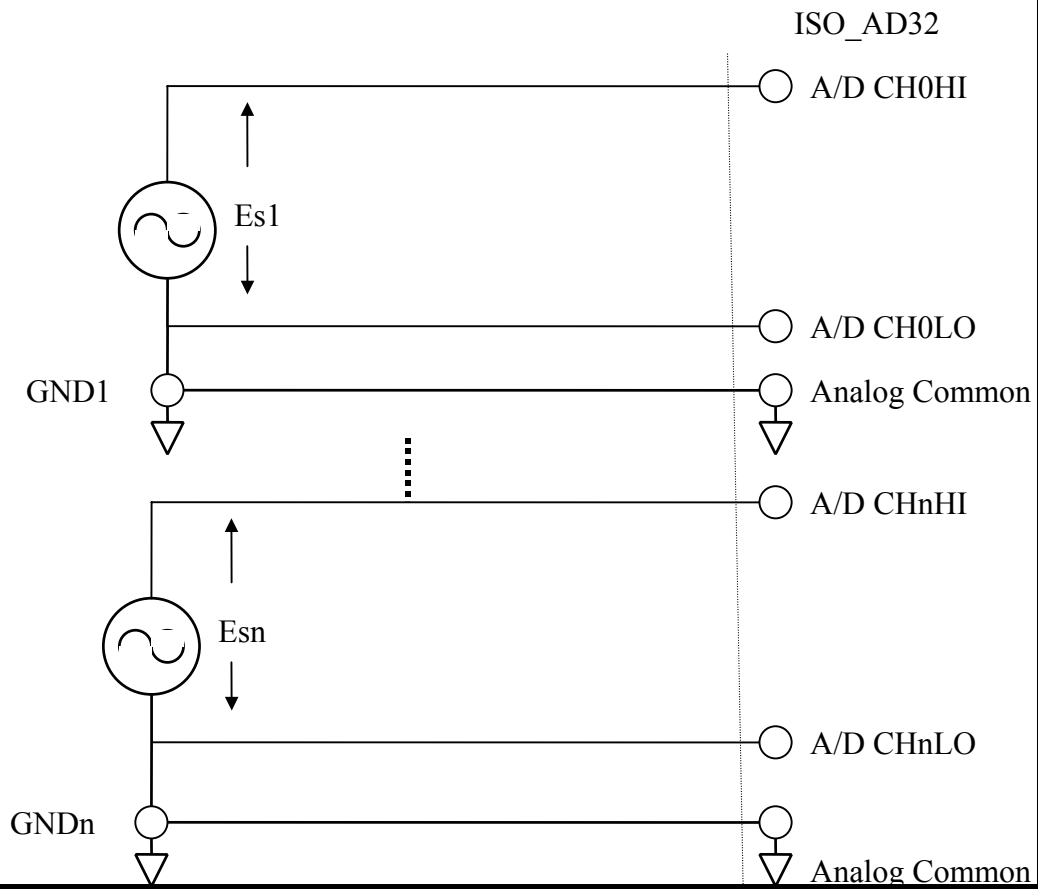 ISO_AD32
A/D CH0HI
Es1
A/D CH0LO
GND1
Analog Common
A/D CHnHI
Esn
A/D CHnLO
GNDn
Analog Common